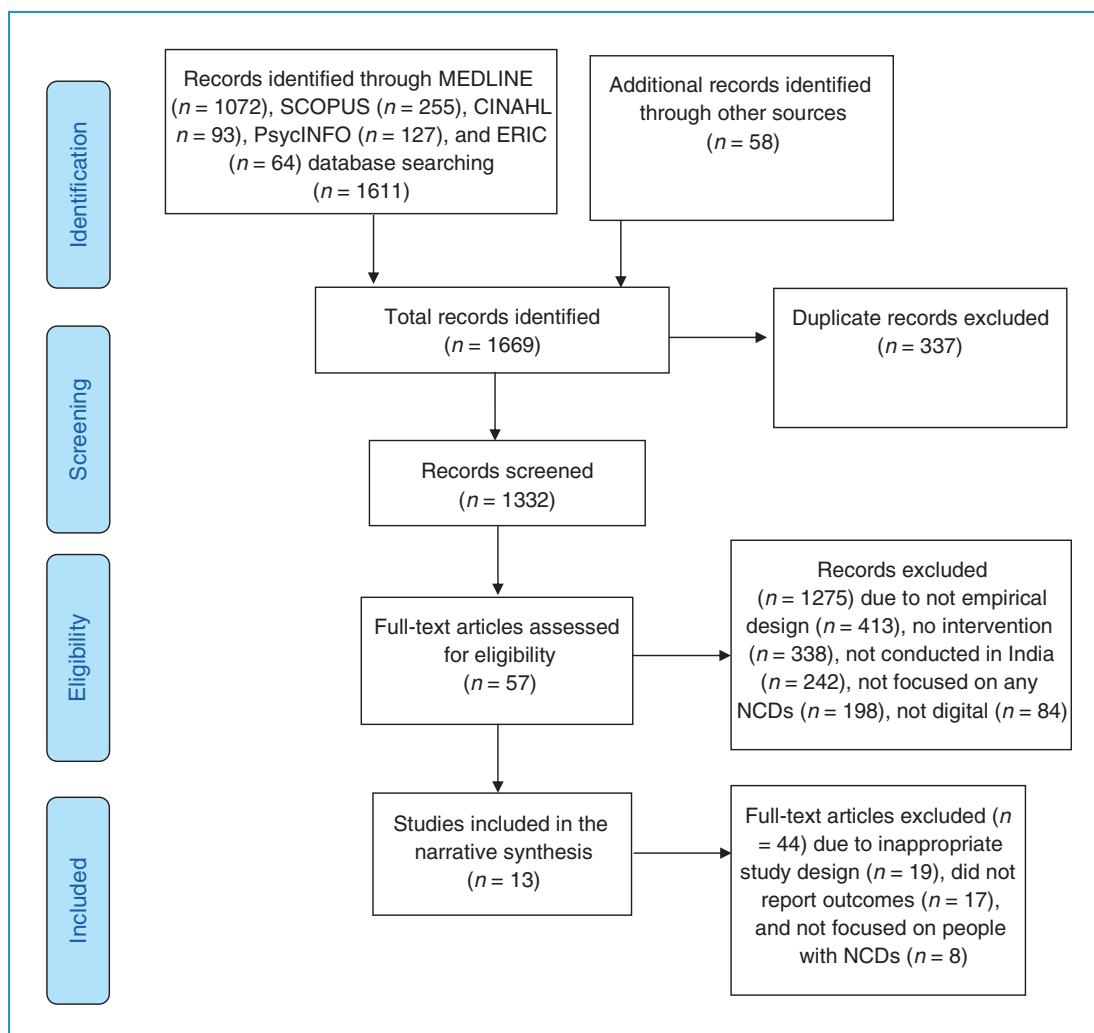 Identification
Records identified through MEDLINE
(n = 1072), SCOPUS (n = 255), CINAHL
n = 93), PsycINFO (n = 127), and ERIC
(n = 64) database searching
(n = 1611)
Additional records identified
through other sources
(n = 58)
Total records identified
(n = 1669)
Duplicate records excluded
(n = 337)
Screening
Records screened
(n = 1332)
Eligibility
Full-text articles assessed
for eligibility
(n = 57)
Records excluded
(n = 1275) due to not empirical
design (n = 413), no intervention
(n = 338), not conducted in India
(n = 242), not focused on any
NCDs (n = 198), not digital (n = 84)
Included
Studies included in the
narrative synthesis
(n = 13)
Full-text articles excluded (n
= 44) due to inappropriate
study design (n = 19), did not
report outcomes (n = 17),
and not focused on people
with NCDs (n = 8)